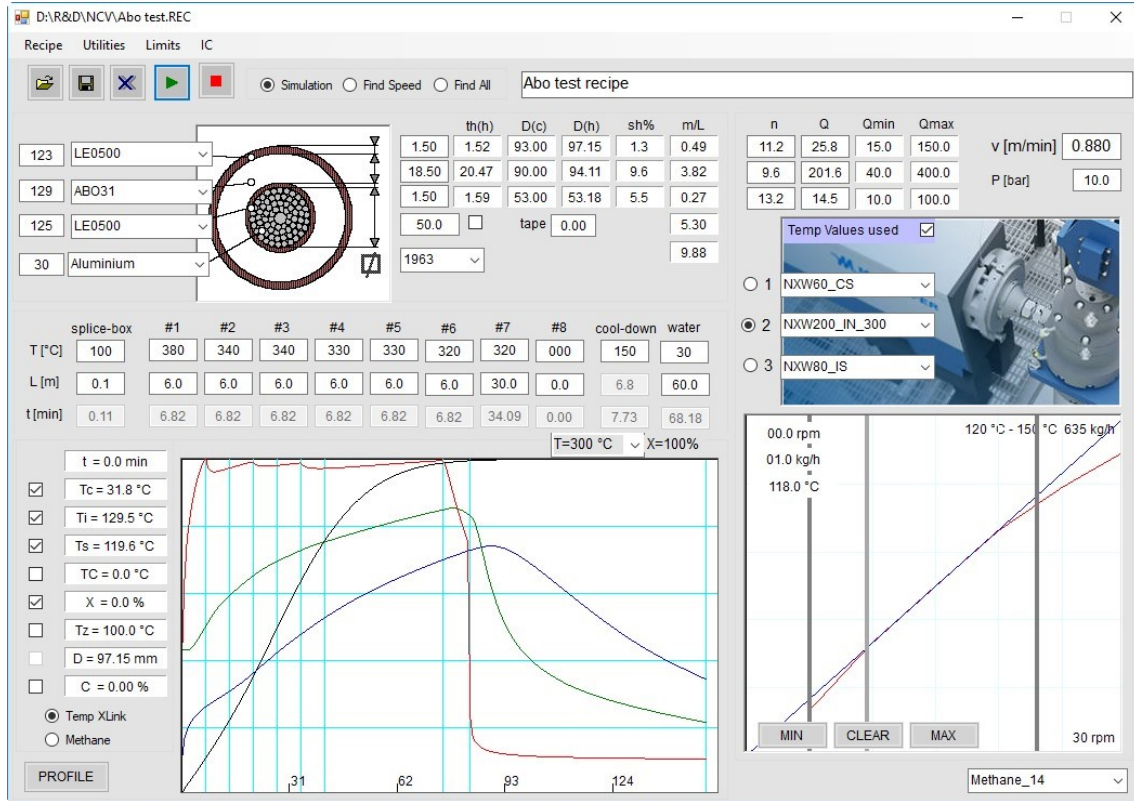 D:\R&D\NCV\Abo test.REC
Recipe Utilities Limits IC
Simulation Find Speed Find All Abo test recipe
th(h) D(c) D(h) sh% m/L n Q Qmin Qmax
123 LE0500 1.50 1.52 93.00 97.15 1.3 0.49 11.2 25.8 15.0 150.0 v [m/min] 0.880
129 ABO31 18.50 20.47 90.00 94.11 9.6 3.82 9.6 201.6 40.0 400.0 P [bar] 10.0
125 LE0500 1.50 1.59 53.00 53.18 5.5 0.27 13.2 14.5 10.0 100.0
50.0 tape 0.00 5.30 Temp Values used
30 Aluminium 1963 9.88
1 NXW60_CS
2 NXW200_IN_300
3 NXW80_IS
splice-box #1 #2 #3 #4 #5 #6 #7 #8 cool-down water
T [°C] 100 380 340 340 330 330 320 320 000 150 30
L [m] 0.1 6.0 6.0 6.0 6.0 6.0 6.0 30.0 0.0 6.8 60.0
t [min] 0.11 6.82 6.82 6.82 6.82 6.82 6.82 34.09 0.00 7.73 68.18
T=300 °C X=100%
00.0 rpm 120 °C - 150 °C 635 kg/h
01.0 kg/h
118.0 °C
t = 0.0 min
Tc = 31.8 °C
Ti = 129.5 °C
Ts = 119.6 °C
TC = 0.0 °C
X = 0.0 %
Tz = 100.0 °C
D = 97.15 mm
C = 0.00 %
Temp XLink
Methane
MIN CLEAR MAX 30 rpm
PROFILE 31 62 93 124 Methane_14